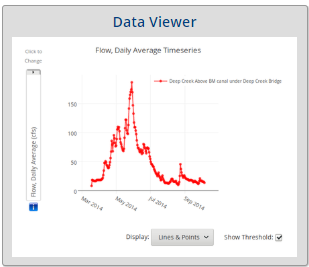 Data Viewer
Click to
Change:
Flow, Daily Average Timeseries
Deep Creek Above BM canal under Deep Creek Bridge
Flow, Daily Average (cfs)
150
100
50
0
Mar 2014
May 2014
Jul 2014
Sep 2014
Display: Lines & Points
Show Threshold: